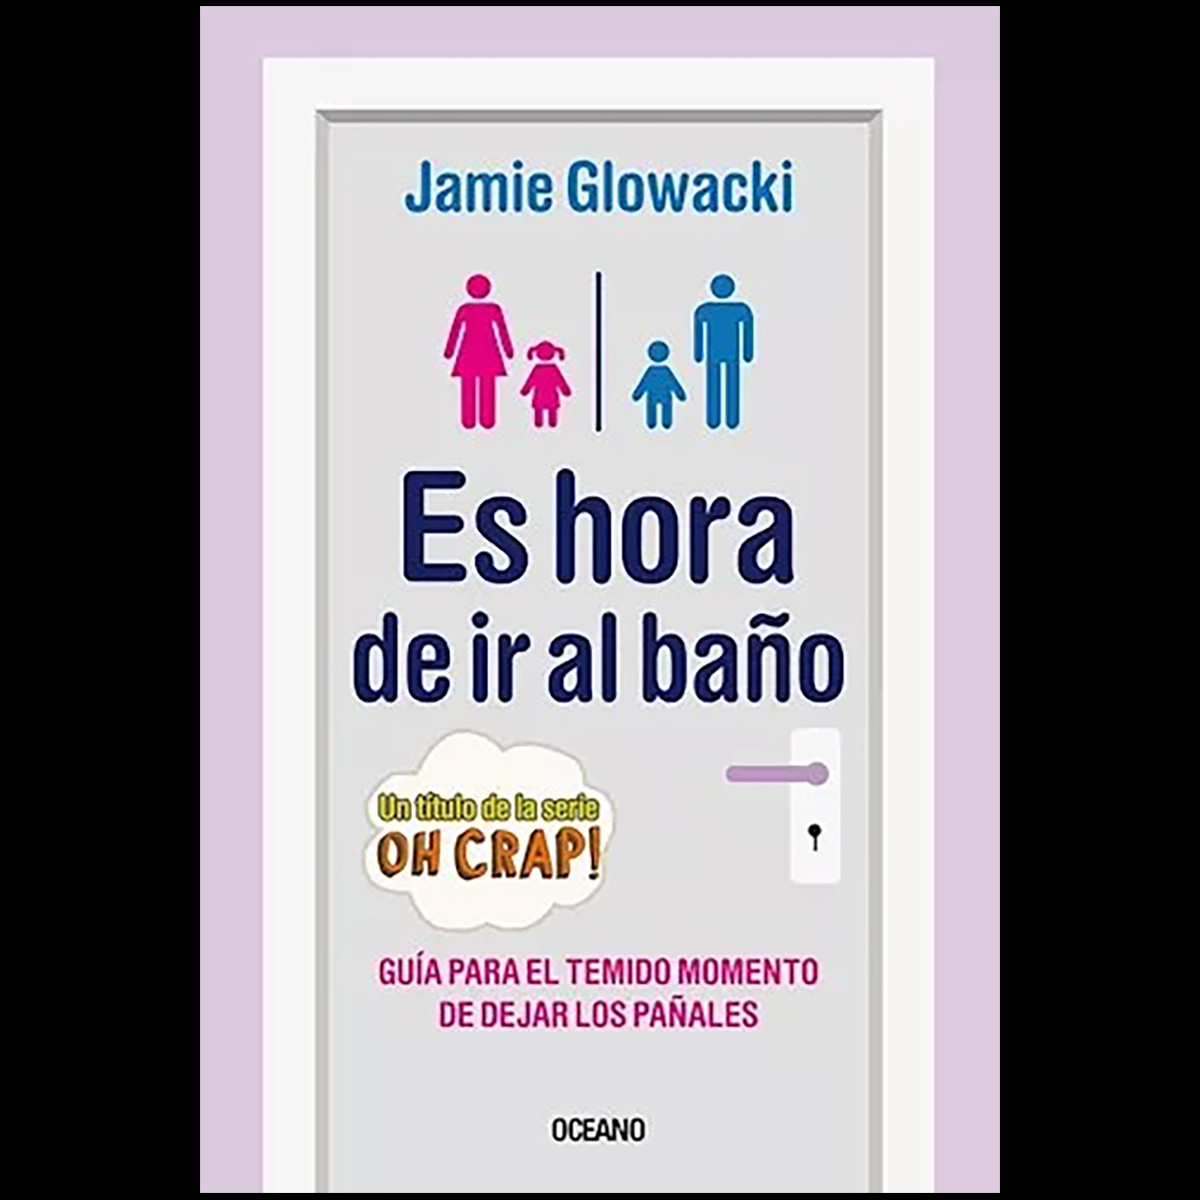 Jamie Glowacki
Es hora
de ir al baño
Un título de la serie
OH CRAP!
GUÍA PARA EL TEMIDO MOMENTO
DE DEJAR LOS PAÑALES
OCEANO